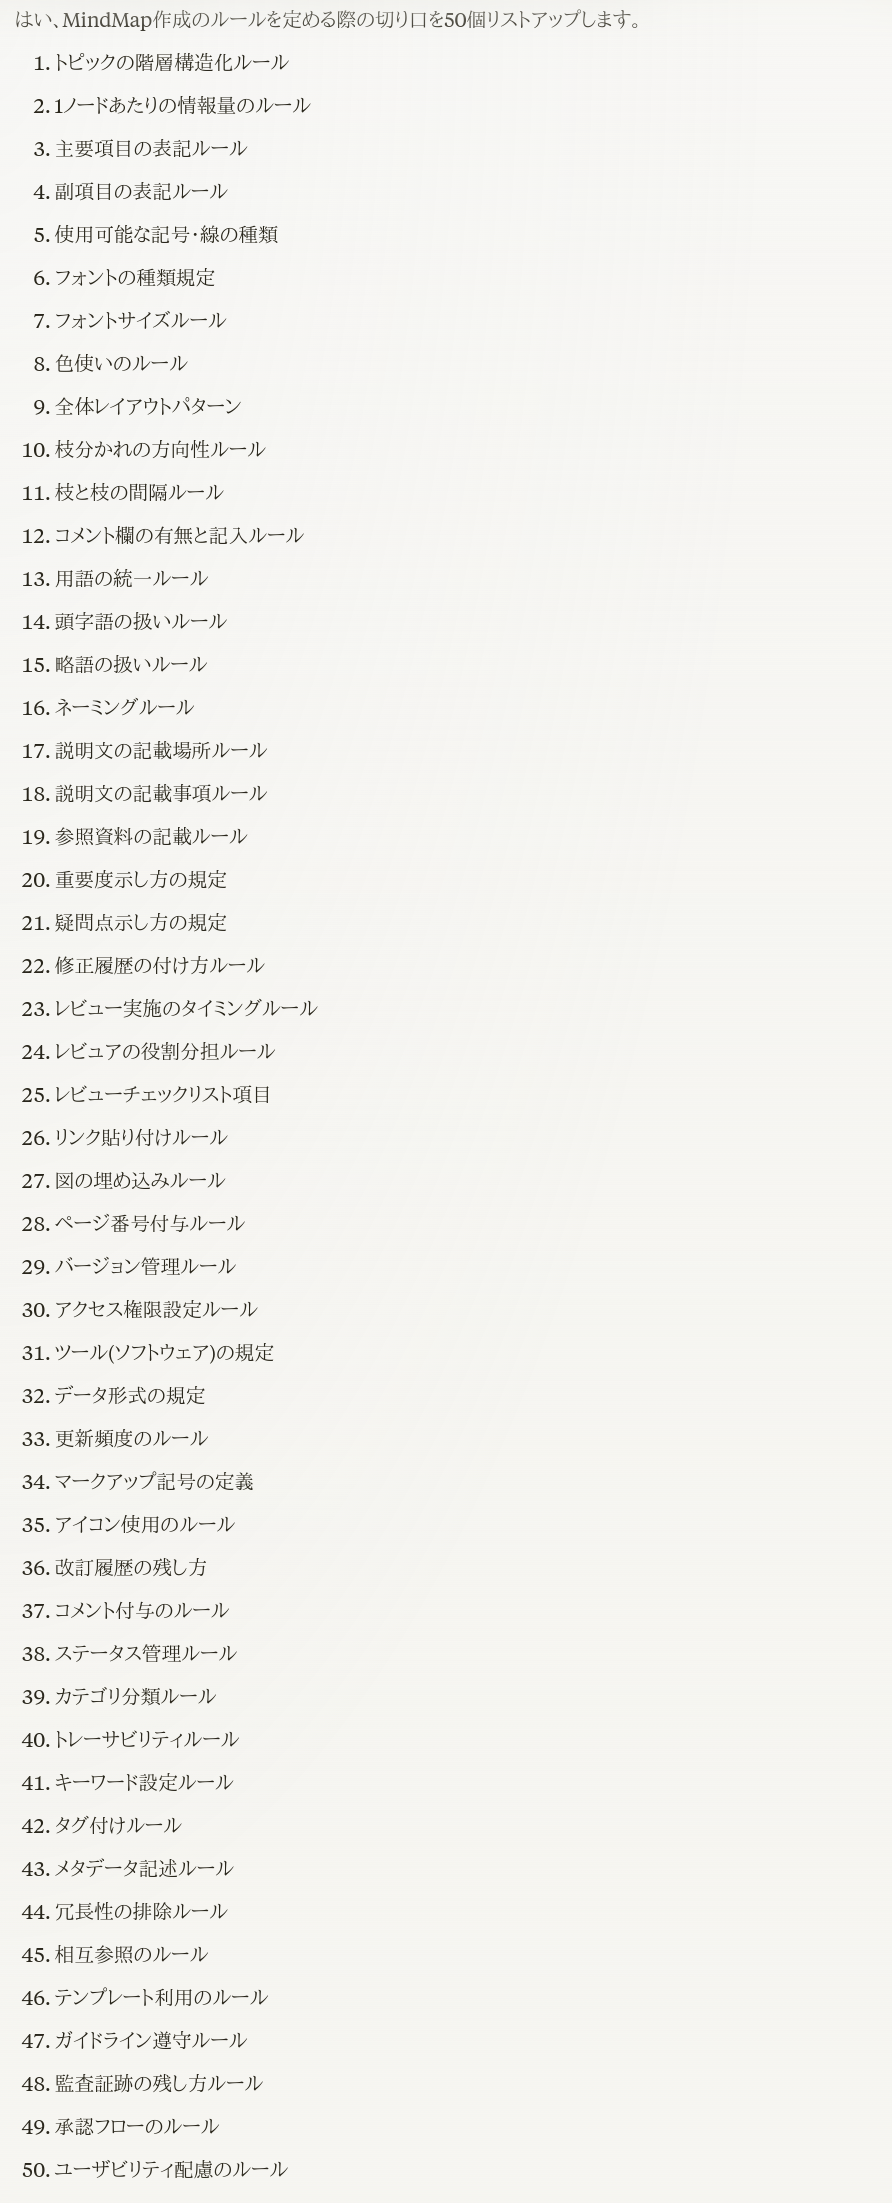 はい、MindMap作成のルールを定める際の切り口を50個リストアップします。
1. トピックの階層構造化ルール
2. 1ノードあたりの情報量のルール
3. 主要項目の表記ルール
4. 副項目の表記ルール
5. 使用可能な記号・線の種類
6. フォントの種類規定
7. フォントサイズルール
8. 色使いのルール
9. 全体レイアウトパターン
10. 枝分かれの方向性ルール
11. 枝と枝の間隔ルール
12. コメント欄の有無と記入ルール
13. 用語の統一ルール
14. 頭字語の扱いルール
15. 略語の扱いルール
16. ネーミングルール
17. 説明文の記載場所ルール
18. 説明文の記載事項ルール
19. 参照資料の記載ルール
20. 重要度示し方の規定
21. 疑問点示し方の規定
22. 修正履歴の付け方ルール
23. レビュー実施のタイミングルール
24. レビュアの役割分担ルール
25. レビューチェックリスト項目
26. リンク貼り付けルール
27. 図の埋め込みルール
28. ページ番号付与ルール
29. バージョン管理ルール
30. アクセス権限設定ルール
31. ツール(ソフトウェア)の規定
32. データ形式の規定
33. 更新頻度のルール
34. マークアップ記号の定義
35. アイコン使用のルール
36. 改訂履歴の残し方
37. コメント付与のルール
38. ステータス管理ルール
39. カテゴリ分類ルール
40. トレーサビリティルール
41. キーワード設定ルール
42. タグ付けルール
43. メタデータ記述ルール
44. 冗長性の排除ルール
45. 相互参照のルール
46. テンプレート利用のルール
47. ガイドライン遵守ルール
48. 監査証跡の残し方ルール
49. 承認フローのルール
50. ユーザビリティ配慮のルール